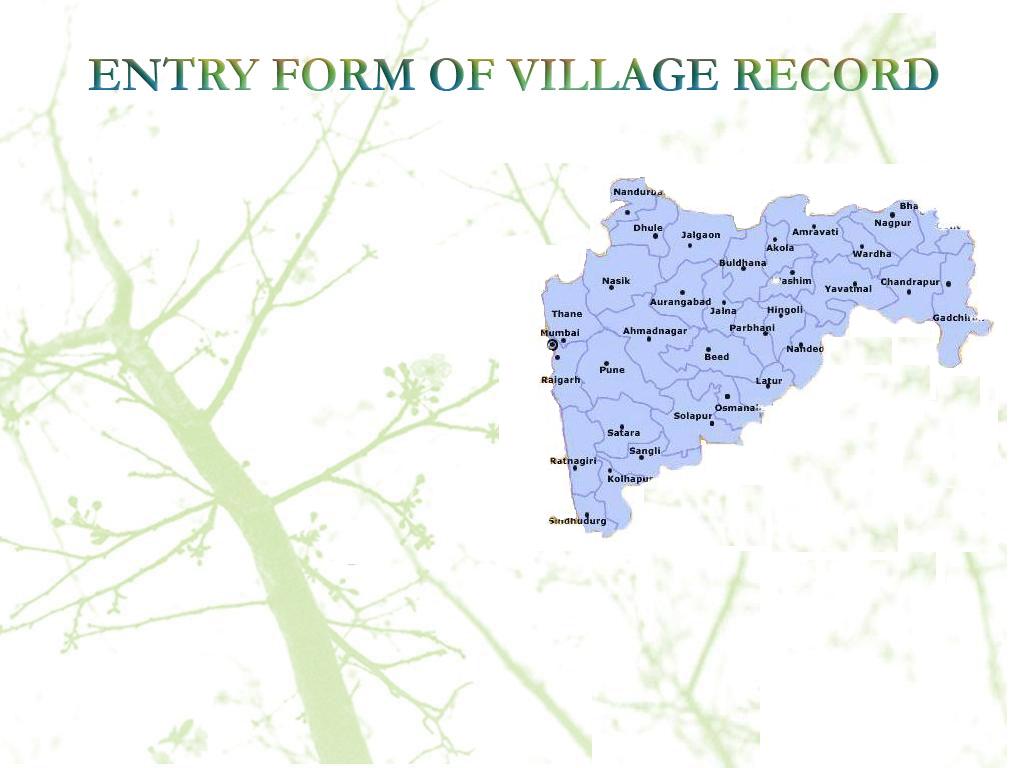 ENTRY FORM OF VILLAGE RECORD
Nandurba
Bha
Nagpur
Dhule
Jalgaon
Amravati
Akola
Wardha
Buldhana
ashim
Nasik
Yavatmal
Chandrapur
Aurangabad
Jalna
Hingoli
Thane
Gadchir
Mumbai
Ahmadnagar
Parbhani
Nanded
Beed
Pune
Raigarh
Latur
Osmana
Solapur
Satara
Sangli
Ratnagiri
Kolhapur
Sindhudurg